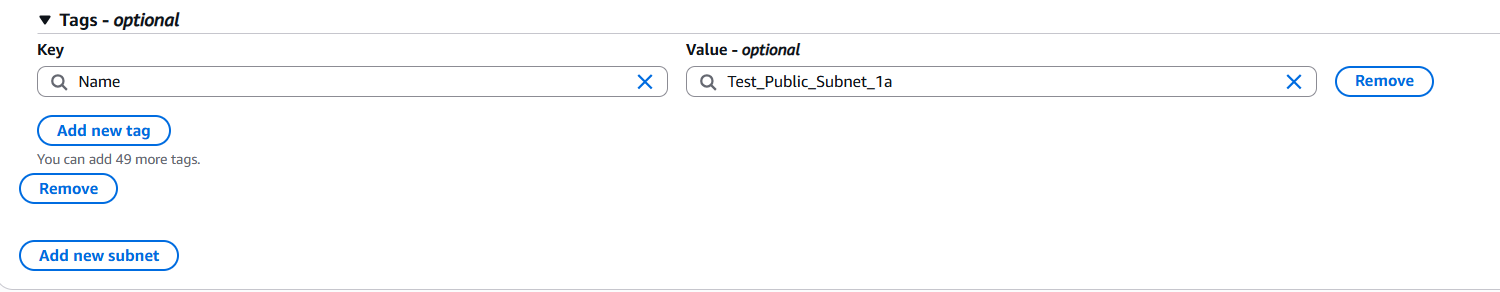 Tags - optional
Key
Value - optional
Name
Test_Public_Subnet_1a
Remove
Add new tag
You can add 49 more tags.
Remove
Add new subnet